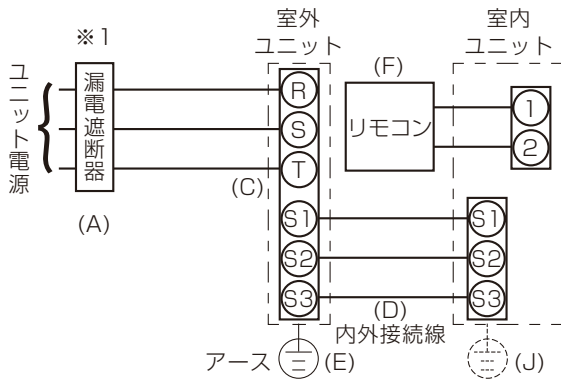 ※1
室外
ユニット
室内
ユニット
ユニット電源
漏電遮断器
(A)
R
S
T
(C)
(F)
リモコン
1
2
S1
S2
S3
S1
S2
S3
(D)
内外接続線
アース
(E)
(J)